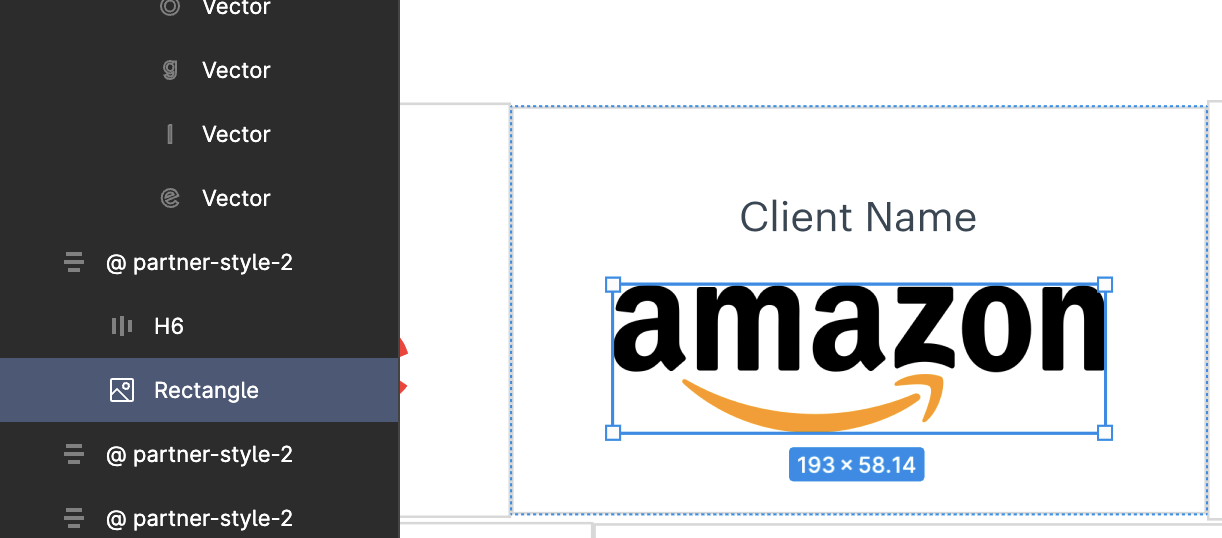 Vector
Vector
Vector
Vector
@ partner-style-2
H6
Rectangle
@ partner-style-2
@ partner-style-2
Client Name
amazon
193 × 58.14